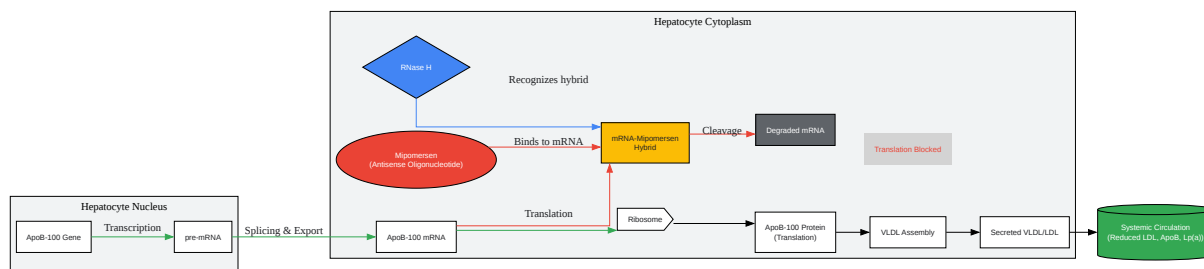 Hepatocyte Cytoplasm
RNase H
Recognizes hybrid
Mipomersen
(Antisense Oligonucleotide)
Binds to mRNA
mRNA-Mipomersen
Hybrid
Cleavage
Degraded mRNA
Translation Blocked
Hepatocyte Nucleus
ApoB-100 Gene
Transcription
pre-mRNA
Splicing & Export
ApoB-100 mRNA
Translation
Ribosome
ApoB-100 Protein
(Translation)
VLDL Assembly
Secreted VLDL/LDL
Systemic Circulation
(Reduced LDL, ApoB, Lp(a))